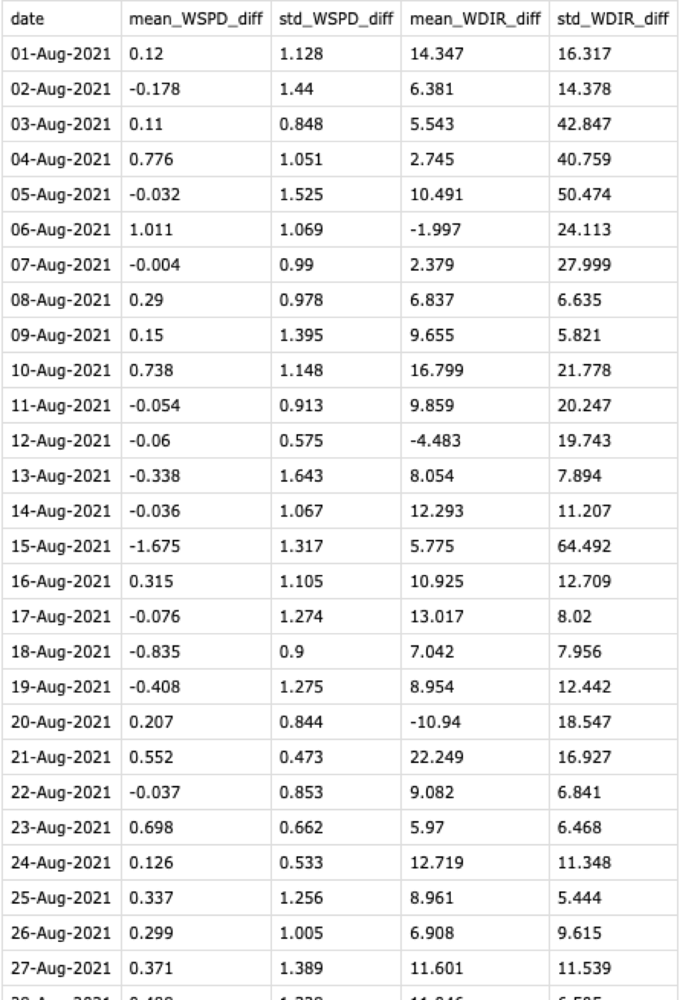 date mean_WSPD_diff std_WSPD_diff mean_WDIR_diff std_WDIR_diff
01-Aug-2021 0.12 1.128 14.347 16.317
02-Aug-2021 -0.178 1.44 6.381 14.378
03-Aug-2021 0.11 0.848 5.543 42.847
04-Aug-2021 0.776 1.051 2.745 40.759
05-Aug-2021 -0.032 1.525 10.491 50.474
06-Aug-2021 1.011 1.069 -1.997 24.113
07-Aug-2021 -0.004 0.99 2.379 27.999
08-Aug-2021 0.29 0.978 6.837 6.635
09-Aug-2021 0.15 1.395 9.655 5.821
10-Aug-2021 0.738 1.148 16.799 21.778
11-Aug-2021 -0.054 0.913 9.859 20.247
12-Aug-2021 -0.06 0.575 -4.483 19.743
13-Aug-2021 -0.338 1.643 8.054 7.894
14-Aug-2021 -0.036 1.067 12.293 11.207
15-Aug-2021 -1.675 1.317 5.775 64.492
16-Aug-2021 0.315 1.105 10.925 12.709
17-Aug-2021 -0.076 1.274 13.017 8.02
18-Aug-2021 -0.835 0.9 7.042 7.956
19-Aug-2021 -0.408 1.275 8.954 12.442
20-Aug-2021 0.207 0.844 -10.94 18.547
21-Aug-2021 0.552 0.473 22.249 16.927
22-Aug-2021 -0.037 0.853 9.082 6.841
23-Aug-2021 0.698 0.662 5.97 6.468
24-Aug-2021 0.126 0.533 12.719 11.348
25-Aug-2021 0.337 1.256 8.961 5.444
26-Aug-2021 0.299 1.005 6.908 9.615
27-Aug-2021 0.371 1.389 11.601 11.539